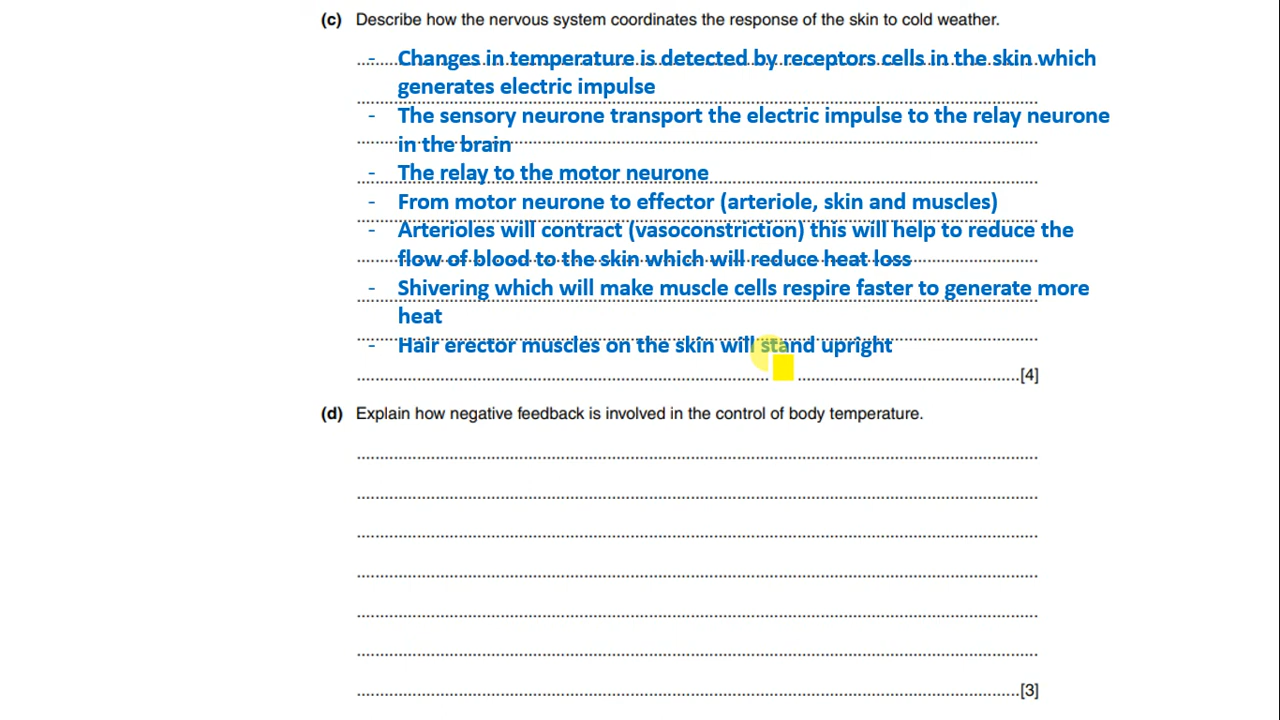 (c) Describe how the nervous system coordinates the response of the skin to cold weather.
- Changes in temperature is detected by receptors cells in the skin which
generates electric impulse
- The sensory neurone transport the electric impulse to the relay neurone
in the brain
- The relay to the motor neurone
- From motor neurone to effector (arteriole, skin and muscles)
- Arterioles will contract (vasoconstriction) this will help to reduce the
flow of blood to the skin which will reduce heat loss
- Shivering which will make muscle cells respire faster to generate more
heat
- Hair erector muscles on the skin will stand upright
[4]
(d) Explain how negative feedback is involved in the control of body temperature.
[3]